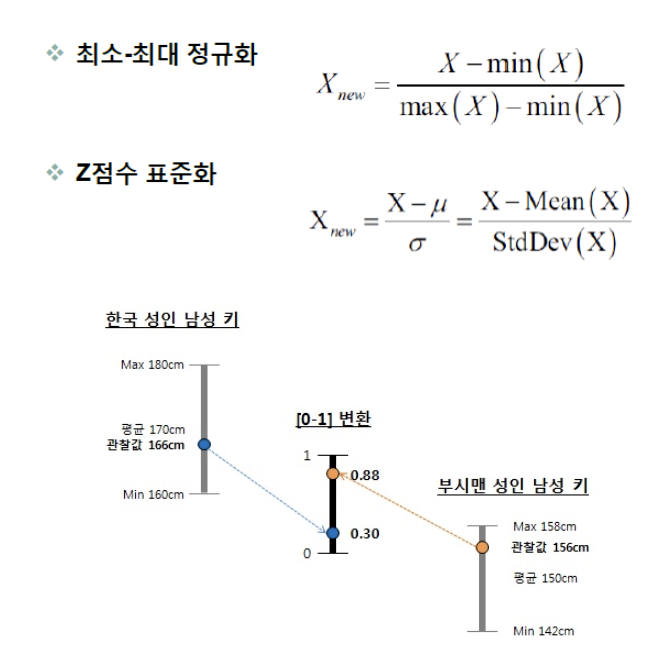 ❖ 최소-최대 정규화
X_new = (X − min(X)) / (max(X) − min(X))
❖ Z점수 표준화
X_new = (X − μ) / σ = (X − Mean(X)) / StdDev(X)
한국 성인 남성 키
Max 180cm
평균 170cm
관찰값 166cm
Min 160cm
[0-1] 변환
1
0.88
0.30
0
부시맨 성인 남성 키
Max 158cm
관찰값 156cm
평균 150cm
Min 142cm